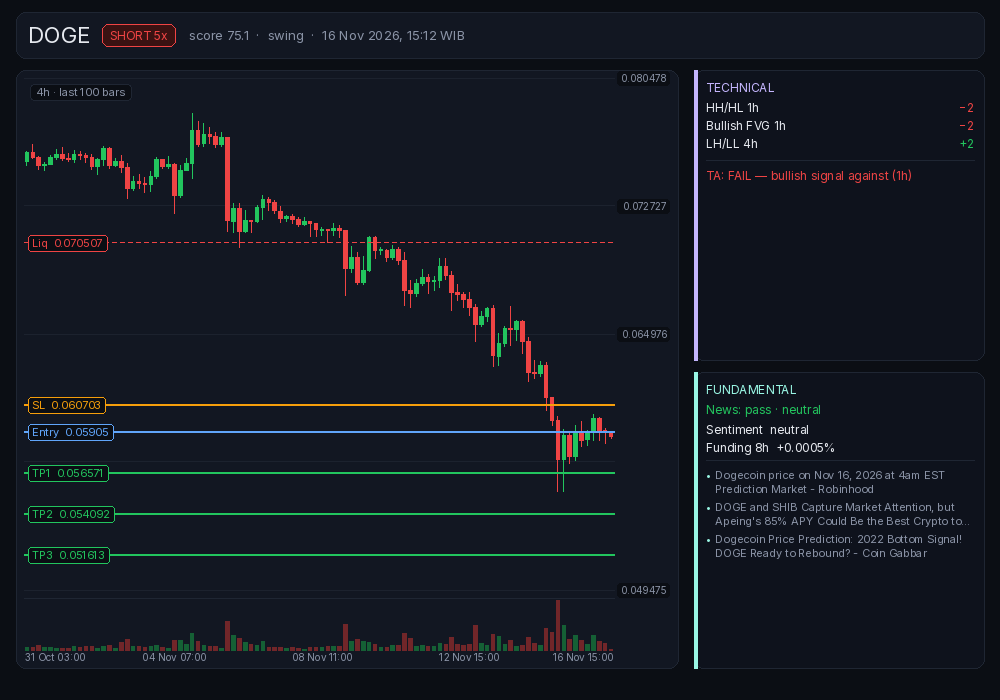 DOGE SHORT 5x score 75.1 · swing · 16 Nov 2026, 15:12 WIB
4h · last 100 bars
0.080478
0.072727
Liq 0.070507
0.064976
SL 0.060703
Entry 0.05905
TP1 0.056571
TP2 0.054092
TP3 0.051613
0.049475
31 Oct 03:00 04 Nov 07:00 08 Nov 11:00 12 Nov 15:00 16 Nov 15:00
TECHNICAL
HH/HL 1h −2
Bullish FVG 1h −2
LH/LL 4h +2
TA: FAIL — bullish signal against (1h)
FUNDAMENTAL
News: pass · neutral
Sentiment neutral
Funding 8h +0.0005%
• Dogecoin price on Nov 16, 2026 at 4am EST
Prediction Market - Robinhood
• DOGE and SHIB Capture Market Attention, but
Apeing's 85% APY Could Be the Best Crypto to…
• Dogecoin Price Prediction: 2022 Bottom Signal!
DOGE Ready to Rebound? - Coin Gabbar